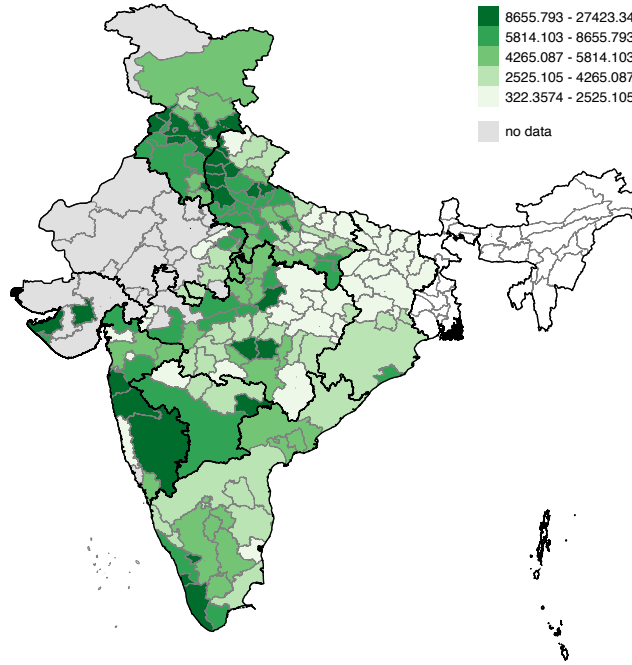 8655.793 - 27423.34
5814.103 - 8655.793
4265.087 - 5814.103
2525.105 - 4265.087
322.3574 - 2525.105
no data